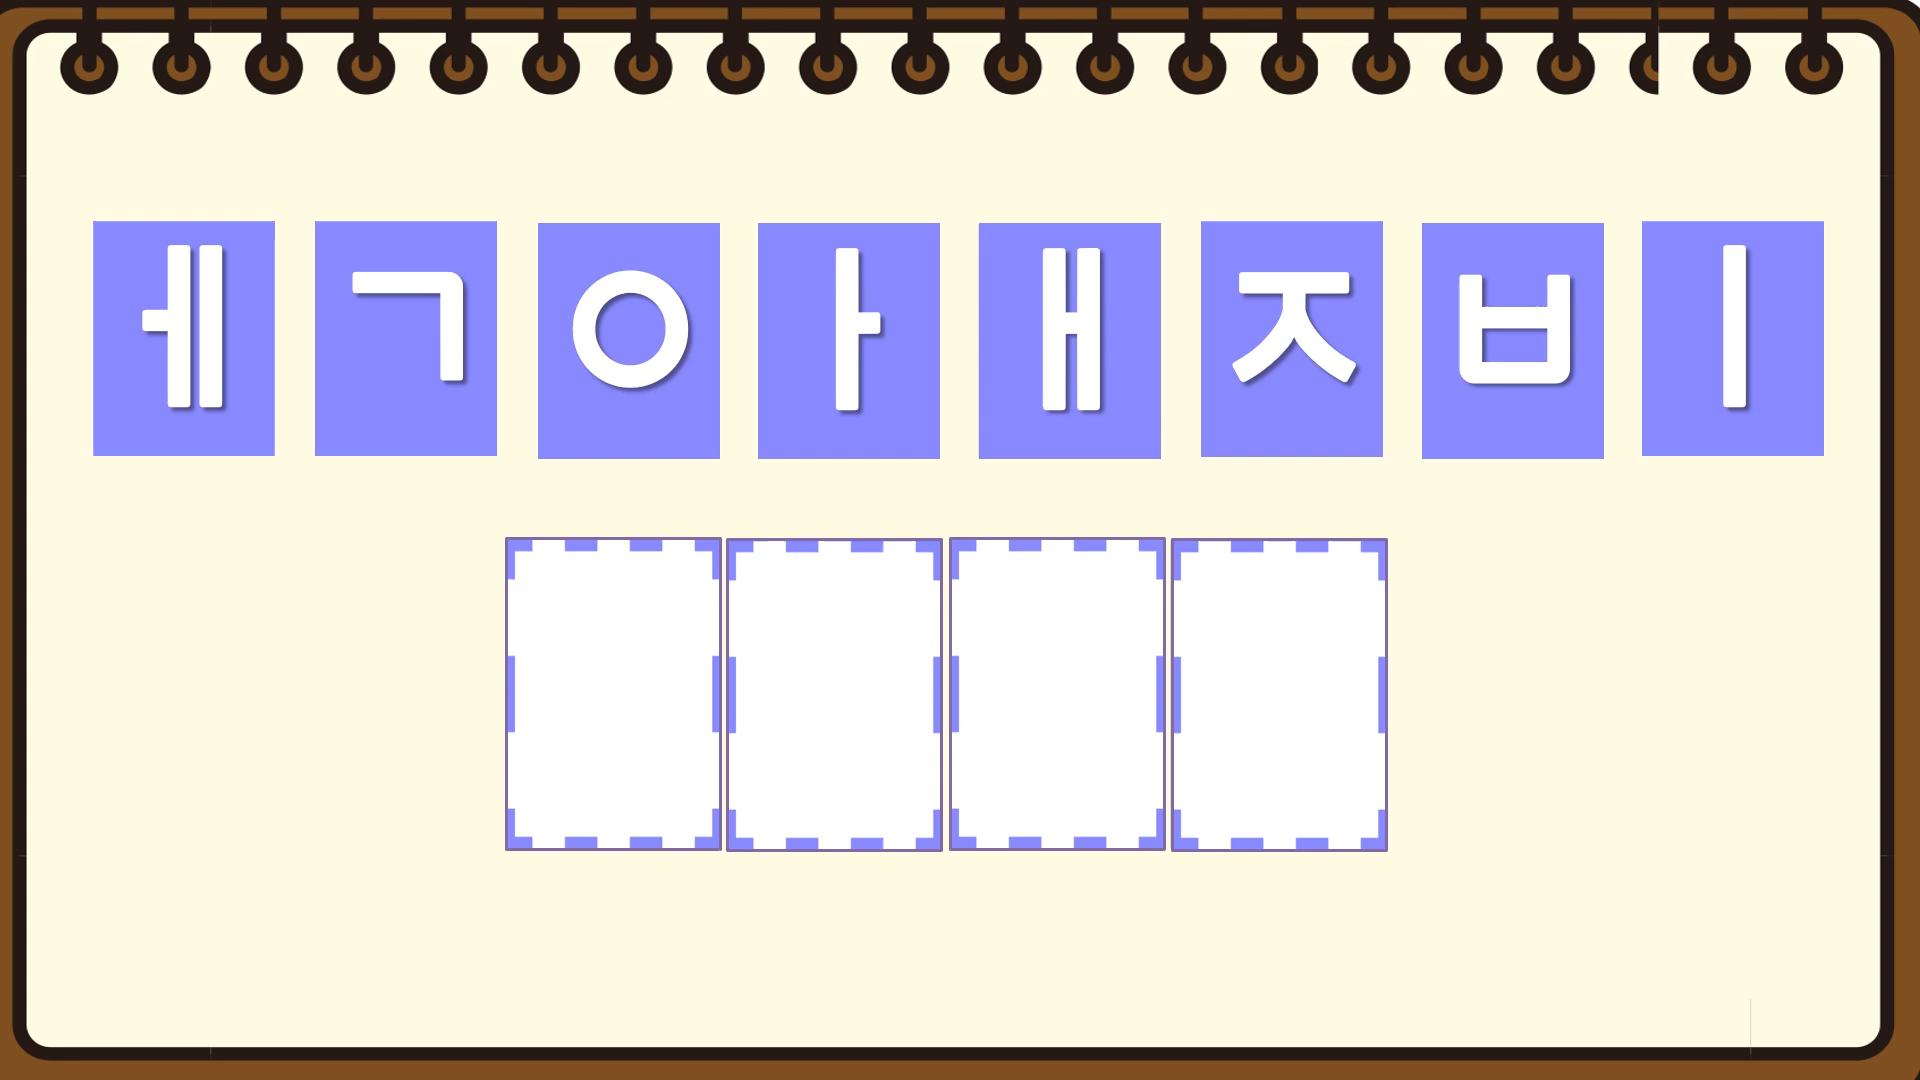 ㅔ ㄱ ㅇ ㅏ ㅐ ㅈ ㅂ ㅣ